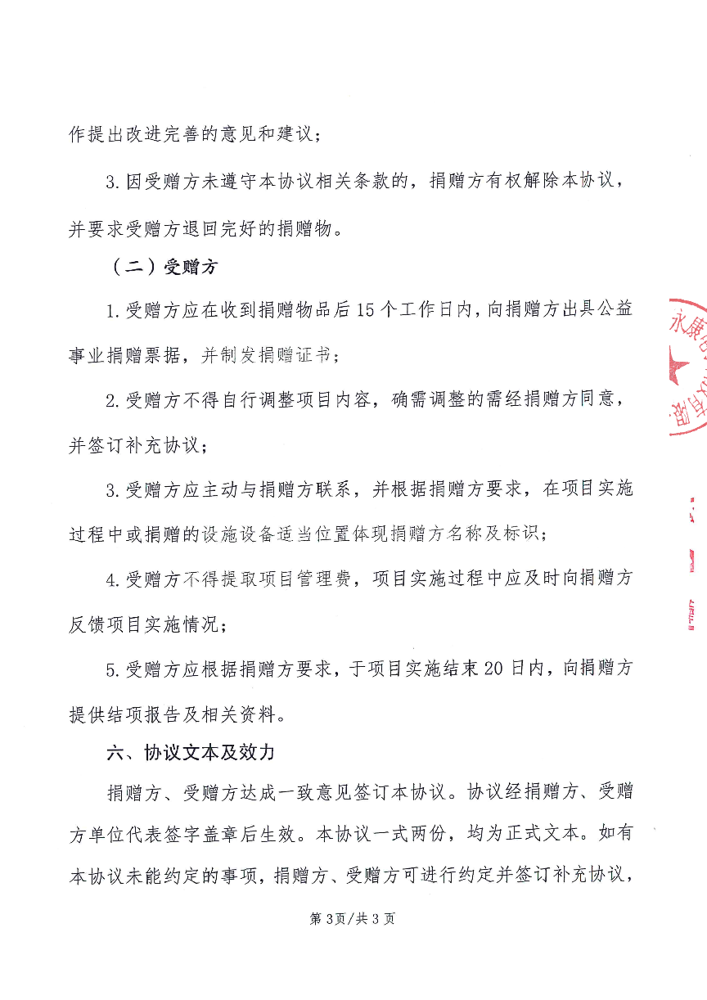 作提出改进完善的意见和建议；
3. 因受赠方未遵守本协议相关条款的，捐赠方有权解除本协议，
并要求受赠方退回完好的捐赠物。
（二）受赠方
1. 受赠方应在收到捐赠物品后 15 个工作日内，向捐赠方出具公益
事业捐赠票据，并制发捐赠证书；
2. 受赠方不得自行调整项目内容，确需调整的需经捐赠方同意，
并签订补充协议；
3. 受赠方应主动与捐赠方联系，并根据捐赠方要求，在项目实施
过程中或捐赠的设施设备适当位置体现捐赠方名称及标识；
4. 受赠方不得提取项目管理费，项目实施过程中应及时向捐赠方
反馈项目实施情况；
5. 受赠方应根据捐赠方要求，于项目实施结束 20 日内，向捐赠方
提供结项报告及相关资料。
六、协议文本及效力
捐赠方、受赠方达成一致意见签订本协议。协议经捐赠方、受赠
方单位代表签字盖章后生效。本协议一式两份，均为正式文本。如有
本协议未能约定的事项，捐赠方、受赠方可进行约定并签订补充协议，
第 3页/共 3 页
永康
有限